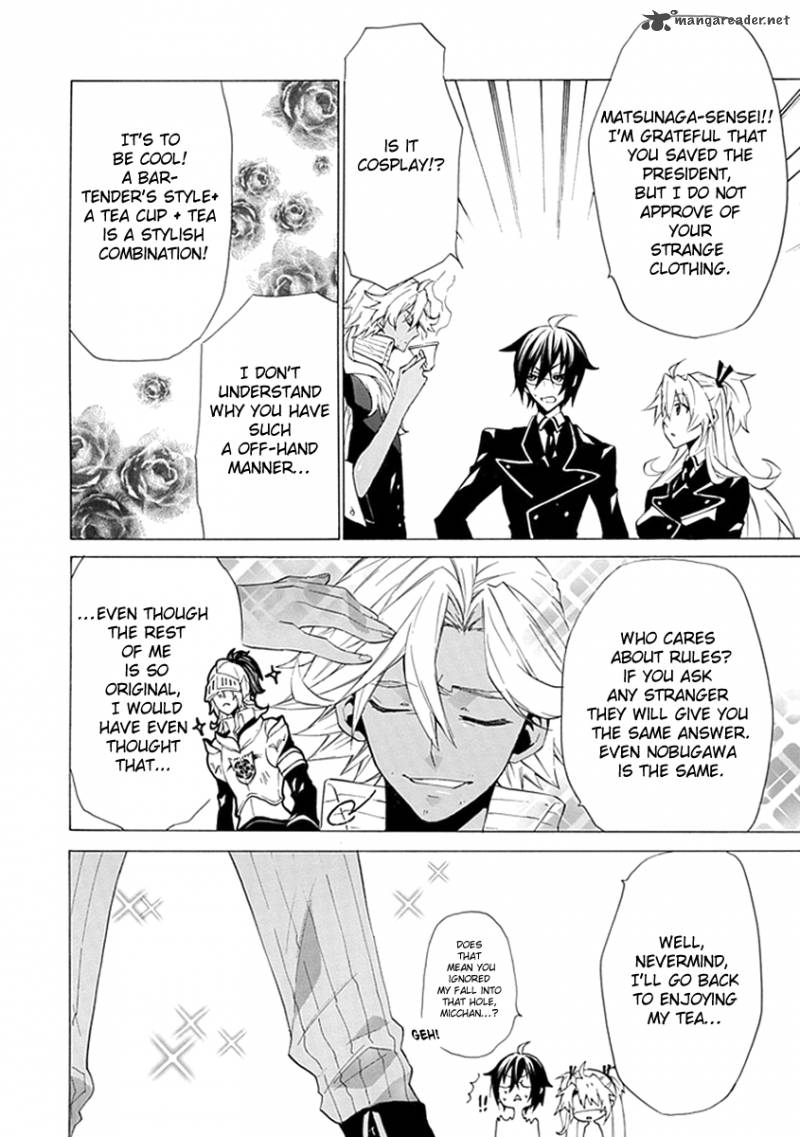 mangareader.net
MATSUNAGA-SENSEI!!
I'M GRATEFUL THAT
YOU SAVED THE
PRESIDENT,
BUT I DO NOT
APPROVE OF
YOUR
STRANGE
CLOTHING.
IS IT
COSPLAY!?
IT'S TO
BE COOL!
A BAR-
TENDER'S STYLE+
A TEA CUP + TEA
IS A STYLISH
COMBINATION!
I DON'T
UNDERSTAND
WHY YOU HAVE
SUCH
A OFF-HAND
MANNER...
WHO CARES
ABOUT RULES?
IF YOU ASK
ANY STRANGER
THEY WILL GIVE YOU
THE SAME ANSWER.
EVEN NOBUGAWA
IS THE SAME.
...EVEN THOUGH
THE REST
OF ME
IS SO
ORIGINAL,
I WOULD
HAVE EVEN
THOUGHT
THAT...
WELL,
NEVERMIND,
I'LL GO BACK
TO ENJOYING
MY TEA...
DOES
THAT
MEAN YOU
IGNORED
MY FALL INTO
THAT HOLE,
MICCHAN...?
GEH!
!!